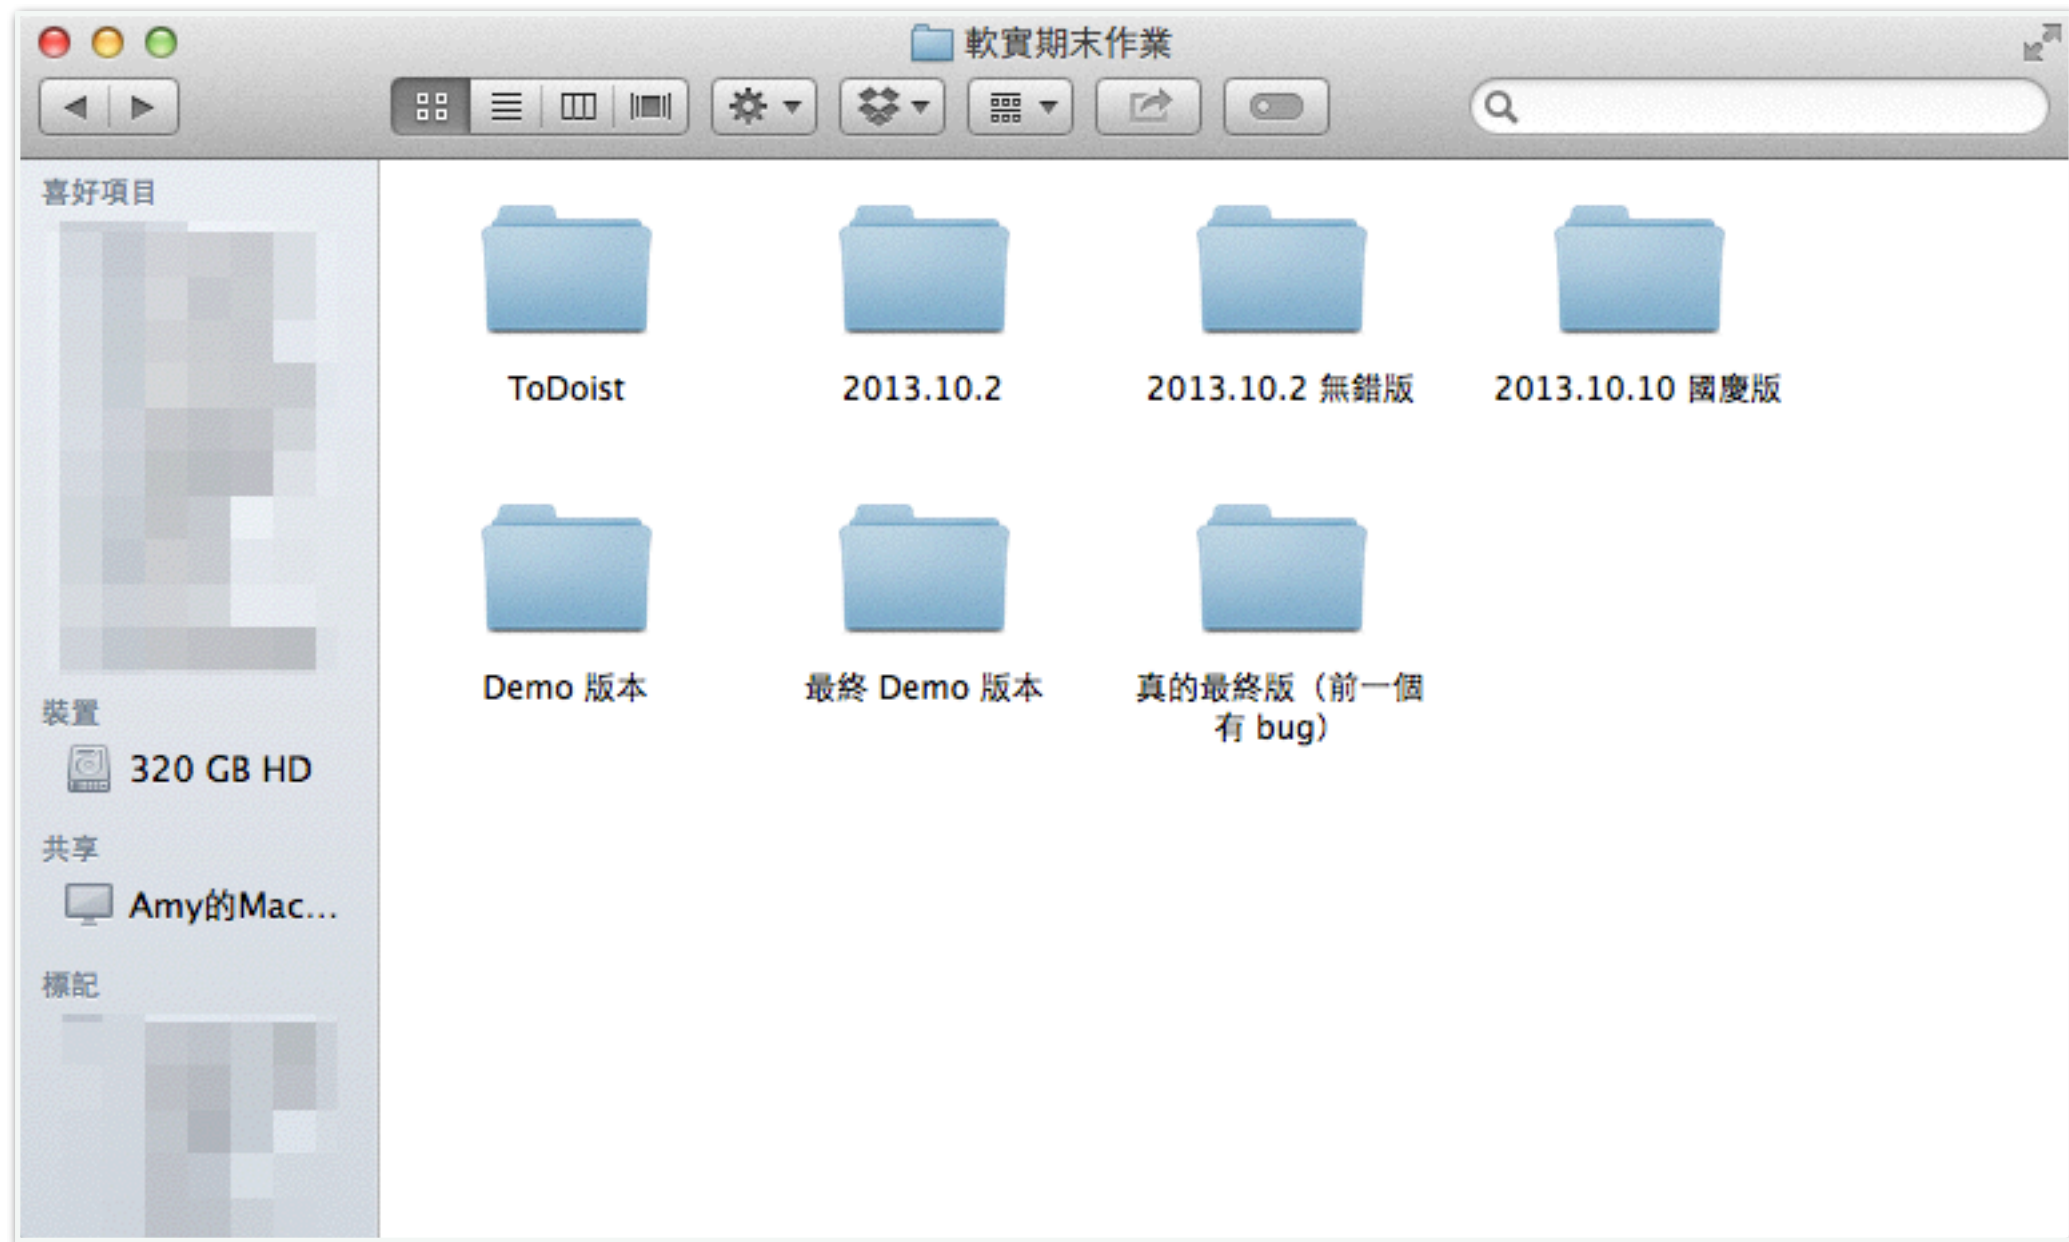 軟實期末作業
喜好項目
ToDoist
2013.10.2
2013.10.2 無錯版
2013.10.10 國慶版
Demo 版本
最終 Demo 版本
真的最終版（前一個
有 bug）
裝置
320 GB HD
共享
Amy的Mac...
標記